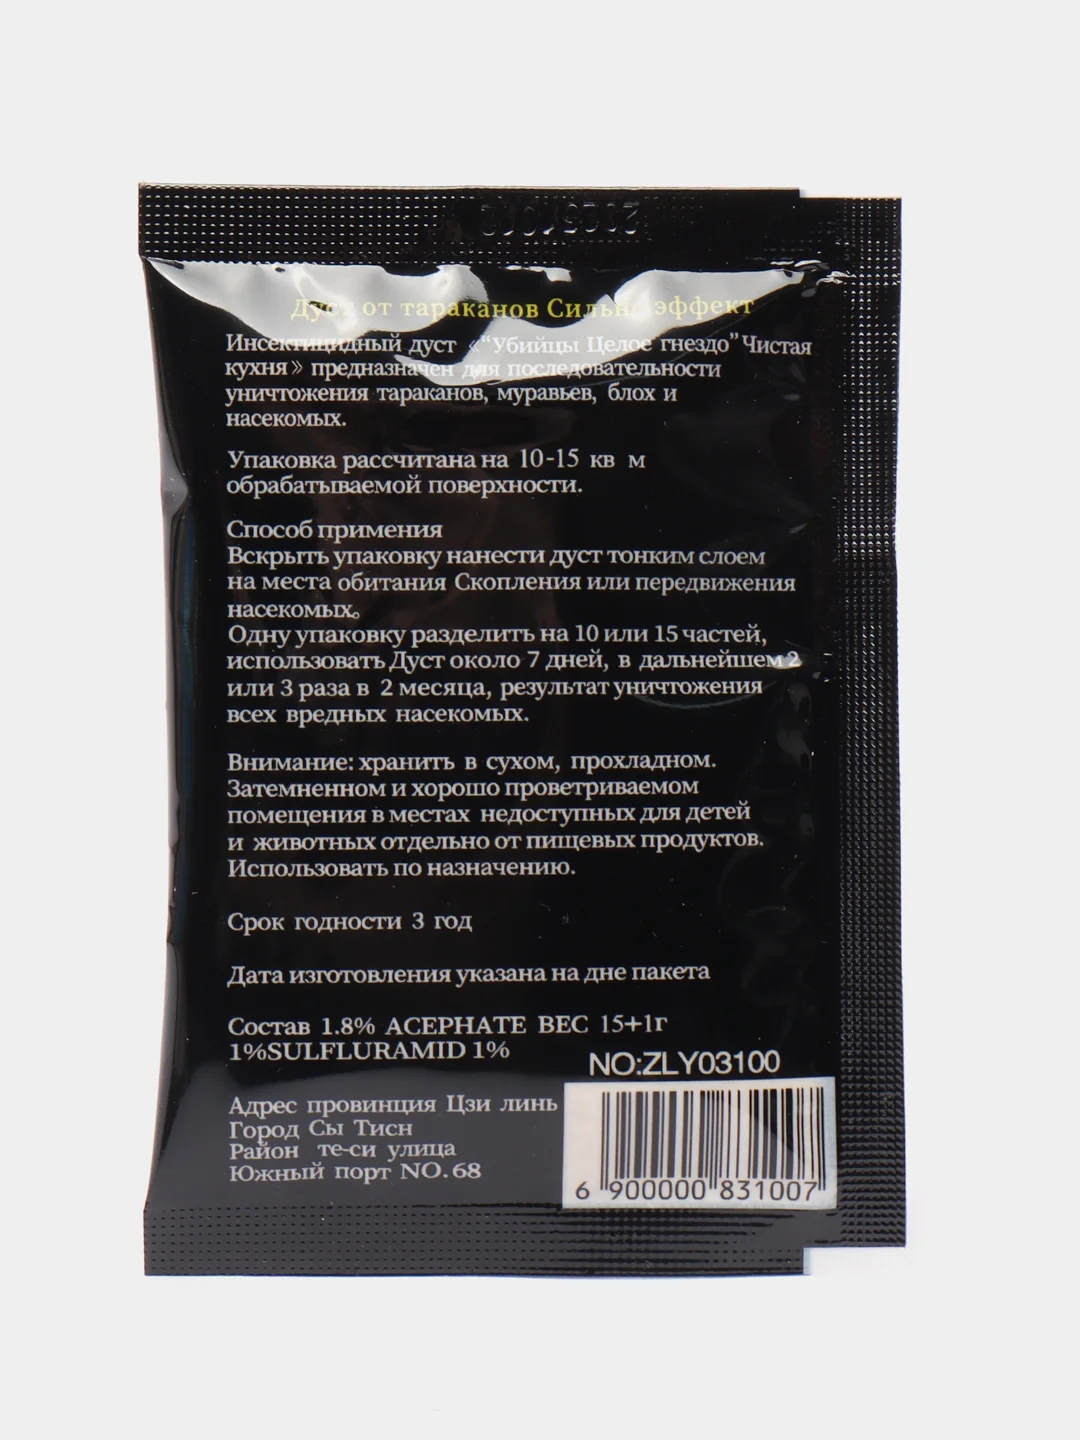 Дуст от тараканов Сильн эффект
Инсектицидный дуст «“Убийцы Целое гнездо” Чистая
кухня» предназначен для последовательности
уничтожения тараканов, муравьев, блох и
насекомых.
Упаковка рассчитана на 10-15 кв м
обрабатываемой поверхности.
Способ примения
Вскрыть упаковку нанести дуст тонким слоем
на места обитания Скопления или передвижения
насекомых。
Одну упаковку разделить на 10 или 15 частей,
использовать Дуст около 7 дней, в дальнейшем 2
или 3 раза в 2 месяца, результат уничтожения
всех вредных насекомых.
Внимание: хранить в сухом, прохладном.
Затемненном и хорошо проветриваемом
помещения в местах недоступных для детей
и животных отдельно от пищевых продуктов.
Использовать по назначению.
Срок годности 3 год
Дата изготовления указана на дне пакета
Состав 1.8% ACEPHATE ВЕС 15+1г
1%SULFLURAMID 1%
NO:ZLY03100
Адрес провинция Цзи линь
Город Сы Тисн
Район те-си улица
Южный порт NO.68
6 900000 831007